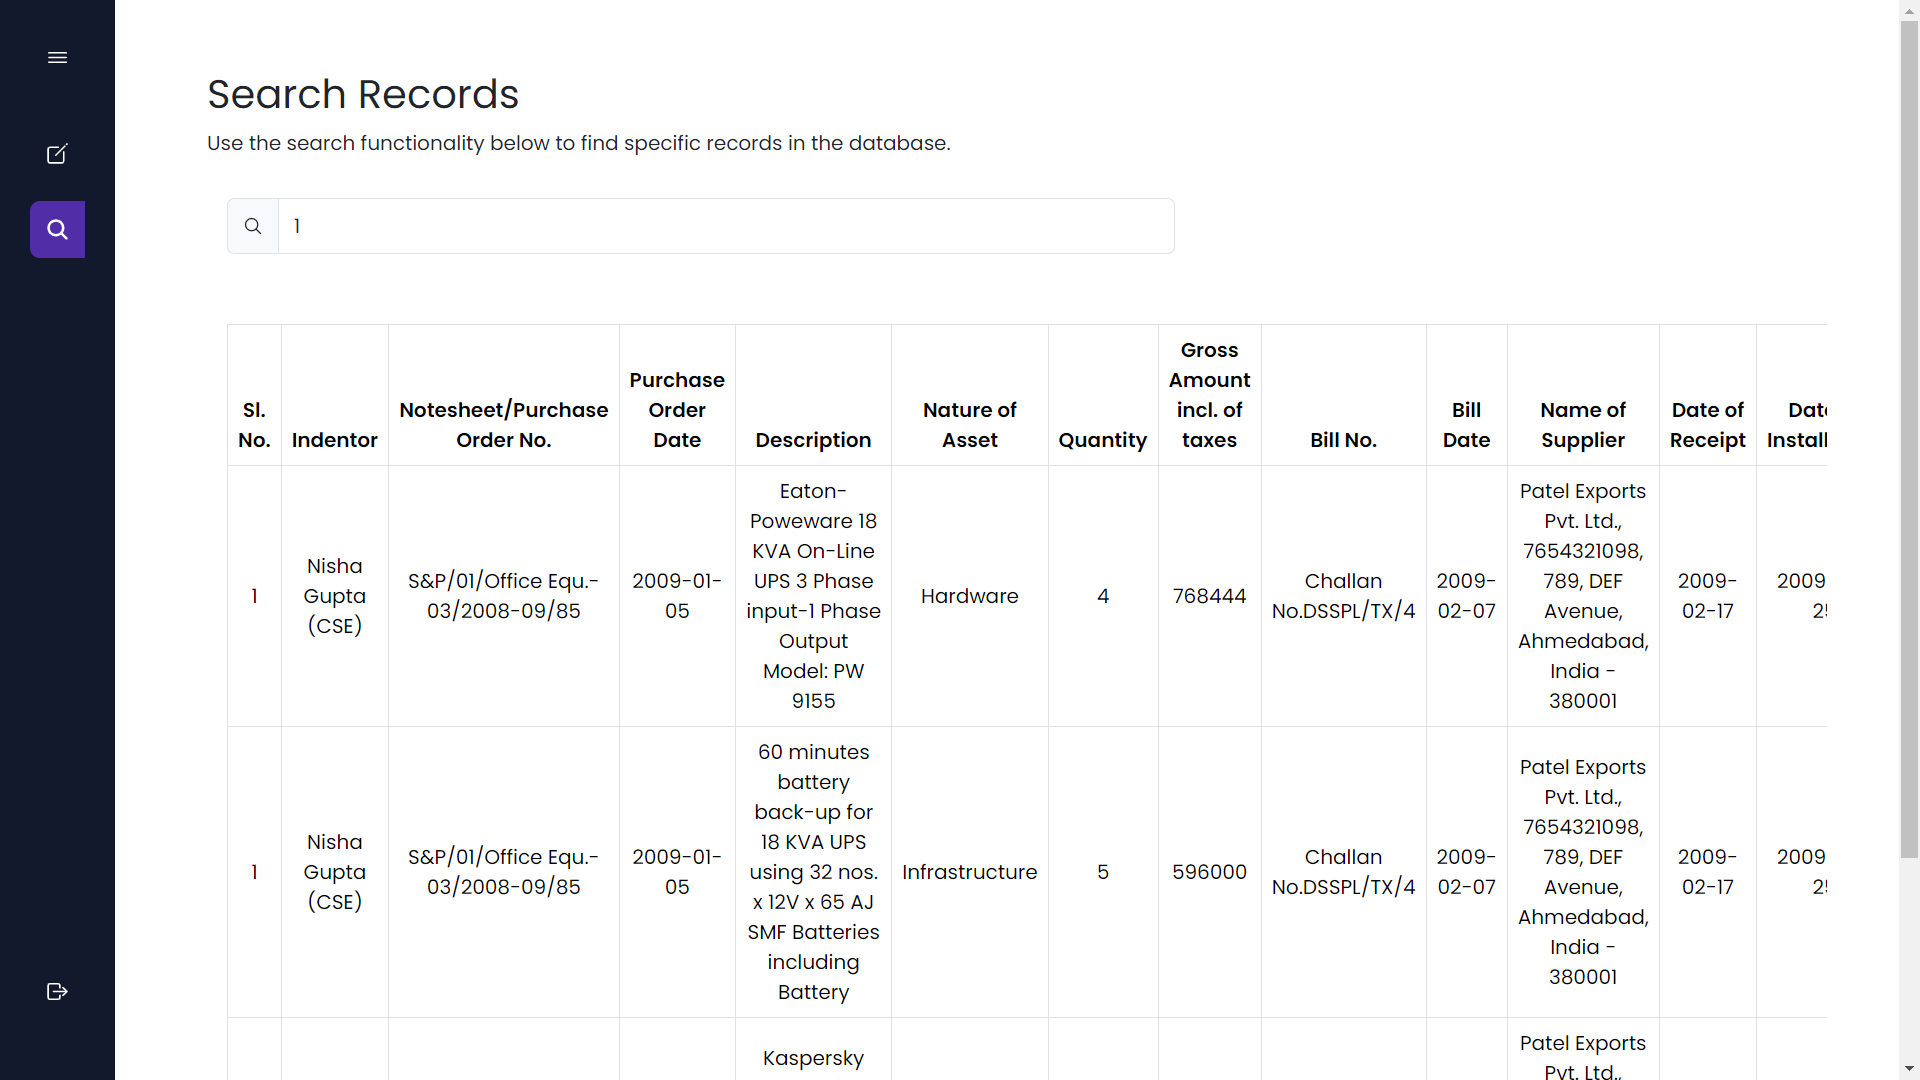 Search Records
Use the search functionality below to find specific records in the database.
1
Sl.
No.
Indentor
Notesheet/Purchase
Order No.
Purchase
Order
Date
Description
Nature of
Asset
Quantity
Gross
Amount
incl. of
taxes
Bill No.
Bill
Date
Name of
Supplier
Date of
Receipt
1
Nisha
Gupta
(CSE)
S&P/01/Office Equ.-
03/2008-09/85
2009-01-
05
Eaton-
Poweware 18
KVA On-Line
UPS 3 Phase
input-1 Phase
Output
Model: PW
9155
Hardware
4
768444
Challan
No.DSSPL/TX/4
2009-
02-07
Patel Exports
Pvt. Ltd.,
7654321098,
789, DEF
Avenue,
Ahmedabad,
India -
380001
2009-
02-17
2009
1
Nisha
Gupta
(CSE)
S&P/01/Office Equ.-
03/2008-09/85
2009-01-
05
60 minutes
battery
back-up for
18 KVA UPS
using 32 nos.
x 12V x 65 AJ
SMF Batteries
including
Battery
Infrastructure
5
596000
Challan
No.DSSPL/TX/4
2009-
02-07
Patel Exports
Pvt. Ltd.,
7654321098,
789, DEF
Avenue,
Ahmedabad,
India -
380001
2009-
02-17
2009
Kaspersky
Patel Exports
Pvt. Ltd.,